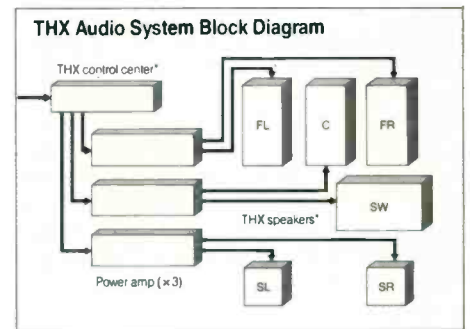 THX Audio System Block Diagram
THX control center*
FL
C
FR
SW
THX speakers*
Power amp (×3)
SL
SR